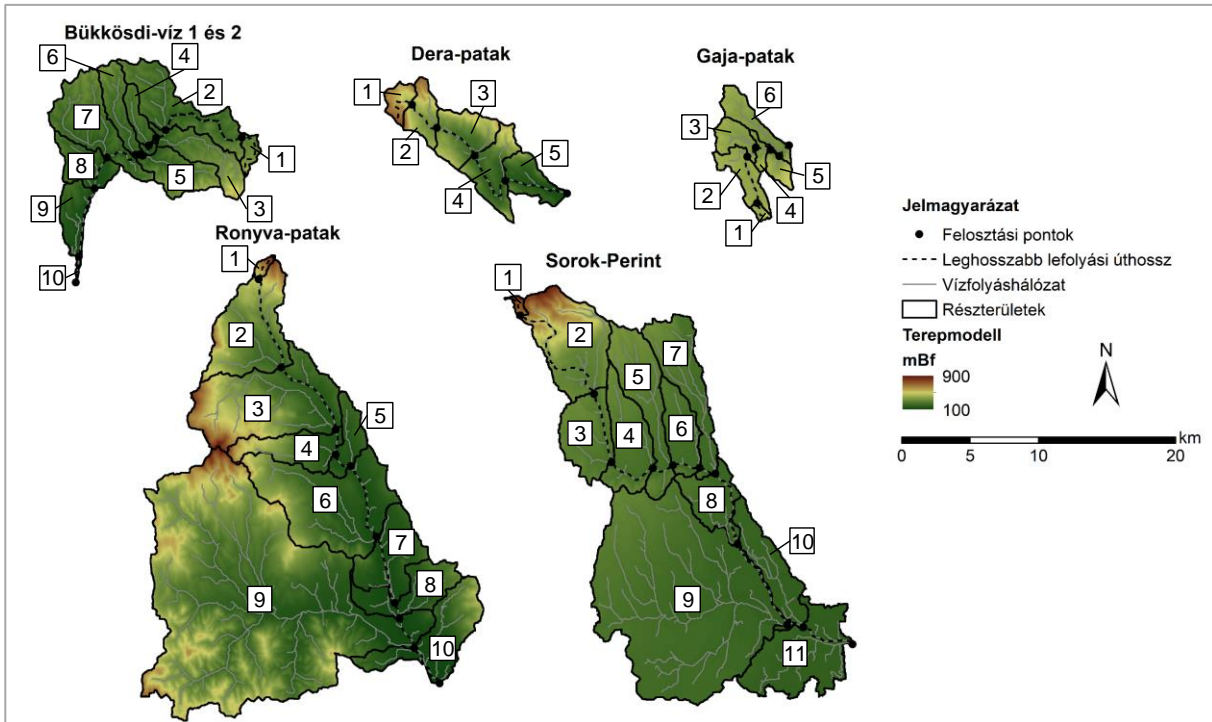 Bükkösdi-víz 1 és 2
6
4
2
7
8
5
1
9
3
10
Dera-patak
1
3
2
5
4
Gaja-patak
6
3
2
5
4
1
Ronyva-patak
1
2
3
5
4
6
7
8
9
10
Sorok-Perint
1
2
7
5
3
4
6
8
10
9
11
Jelmagyarázat
Felosztási pontok
Leghosszabb lefolyási úthossz
Vízfolyáshálózat
Részterületek
Terepmodell
mBf
900
100
N
km
0 5 10 20